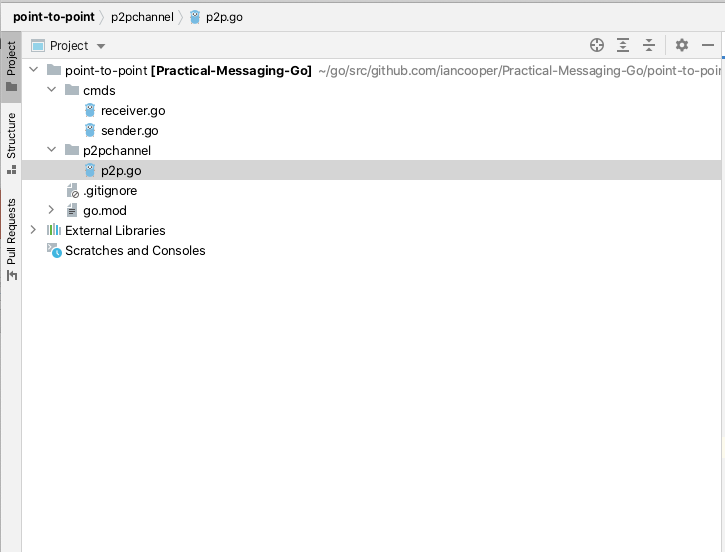 point-to-point p2pchannel p2p.go
Project
point-to-point [Practical-Messaging-Go] ~/go/src/github.com/iancooper/Practical-Messaging-Go/point-to-poin
cmds
receiver.go
sender.go
p2pchannel
p2p.go
.gitignore
go.mod
External Libraries
Scratches and Consoles
Project
Structure
Pull Requests